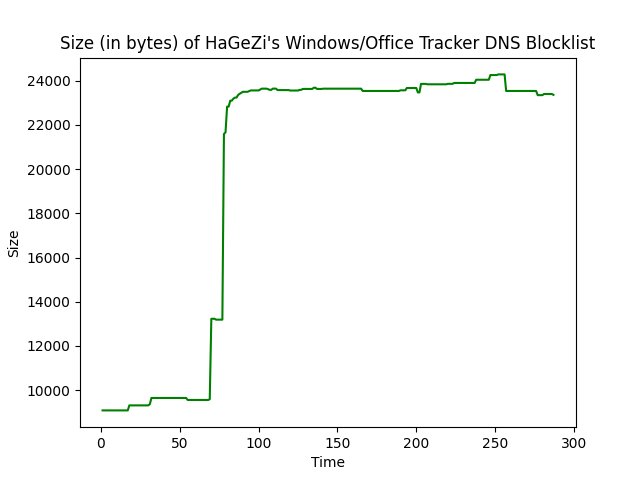 Size (in bytes) of HaGeZi's Windows/Office Tracker DNS Blocklist
24000
22000
20000
18000
16000
14000
12000
10000
Size
0 50 100 150 200 250 300
Time